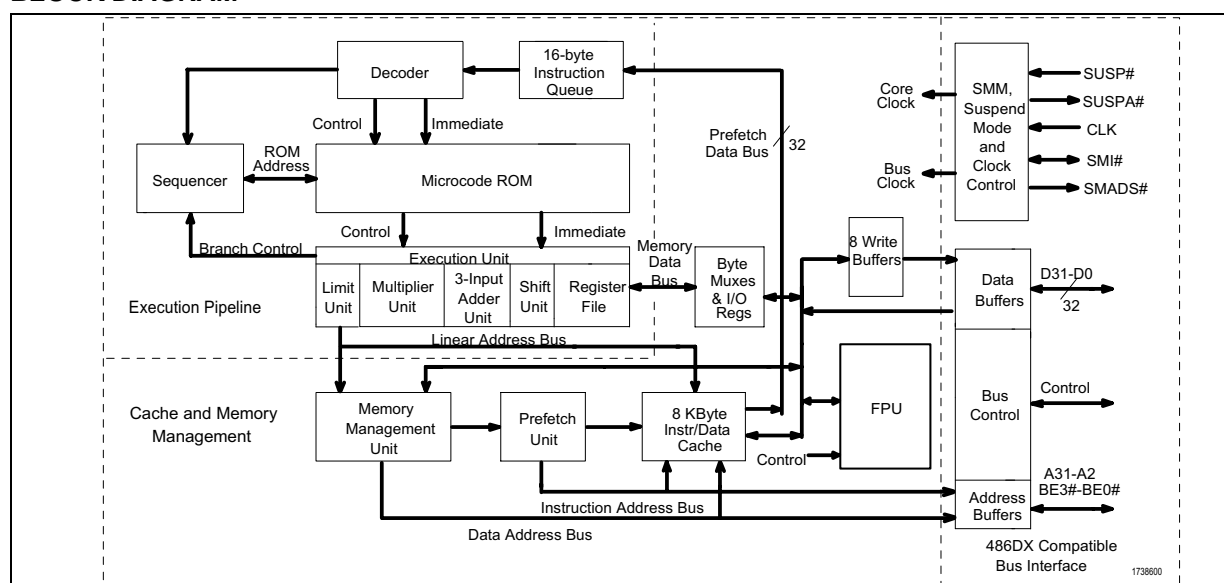 Decoder
16-byte
Instruction
Queue
Control
Immediate
Sequencer
ROM
Address
Microcode ROM
Control
Immediate
Branch Control
Execution Unit
Limit
Unit
Multiplier
Unit
3-Input
Adder
Unit
Shift
Unit
Register
File
Execution Pipeline
Linear Address Bus
Memory
Data
Bus
Byte
Muxes
& I/O
Regs
Prefetch
Data Bus
32
8 Write
Buffers
Core
Clock
Bus
Clock
SMM,
Suspend
Mode
and
Clock
Control
SUSP#
SUSPA#
CLK
SMI#
SMADS#
Data
Buffers
D31-D0
32
Bus
Control
Control
Address
Buffers
A31-A2
BE3#-BE0#
Cache and Memory
Management
Memory
Management
Unit
Prefetch
Unit
8 KByte
Instr/Data
Cache
FPU
Control
Instruction Address Bus
Data Address Bus
486DX Compatible
Bus Interface
1738600